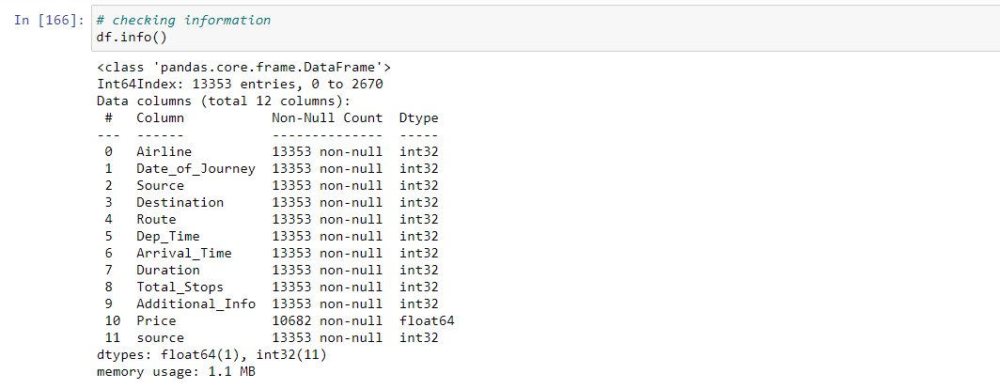 In [166]: # checking information
df.info()
<class 'pandas.core.frame.DataFrame'>
Int64Index: 13353 entries, 0 to 2670
Data columns (total 12 columns):
 #   Column           Non-Null Count  Dtype
---  ------           --------------  -----
 0   Airline          13353 non-null  int32
 1   Date_of_Journey  13353 non-null  int32
 2   Source           13353 non-null  int32
 3   Destination      13353 non-null  int32
 4   Route            13353 non-null  int32
 5   Dep_Time         13353 non-null  int32
 6   Arrival_Time     13353 non-null  int32
 7   Duration         13353 non-null  int32
 8   Total_Stops      13353 non-null  int32
 9   Additional_Info  13353 non-null  int32
 10  Price            10682 non-null  float64
 11  source           13353 non-null  int32
dtypes: float64(1), int32(11)
memory usage: 1.1 MB